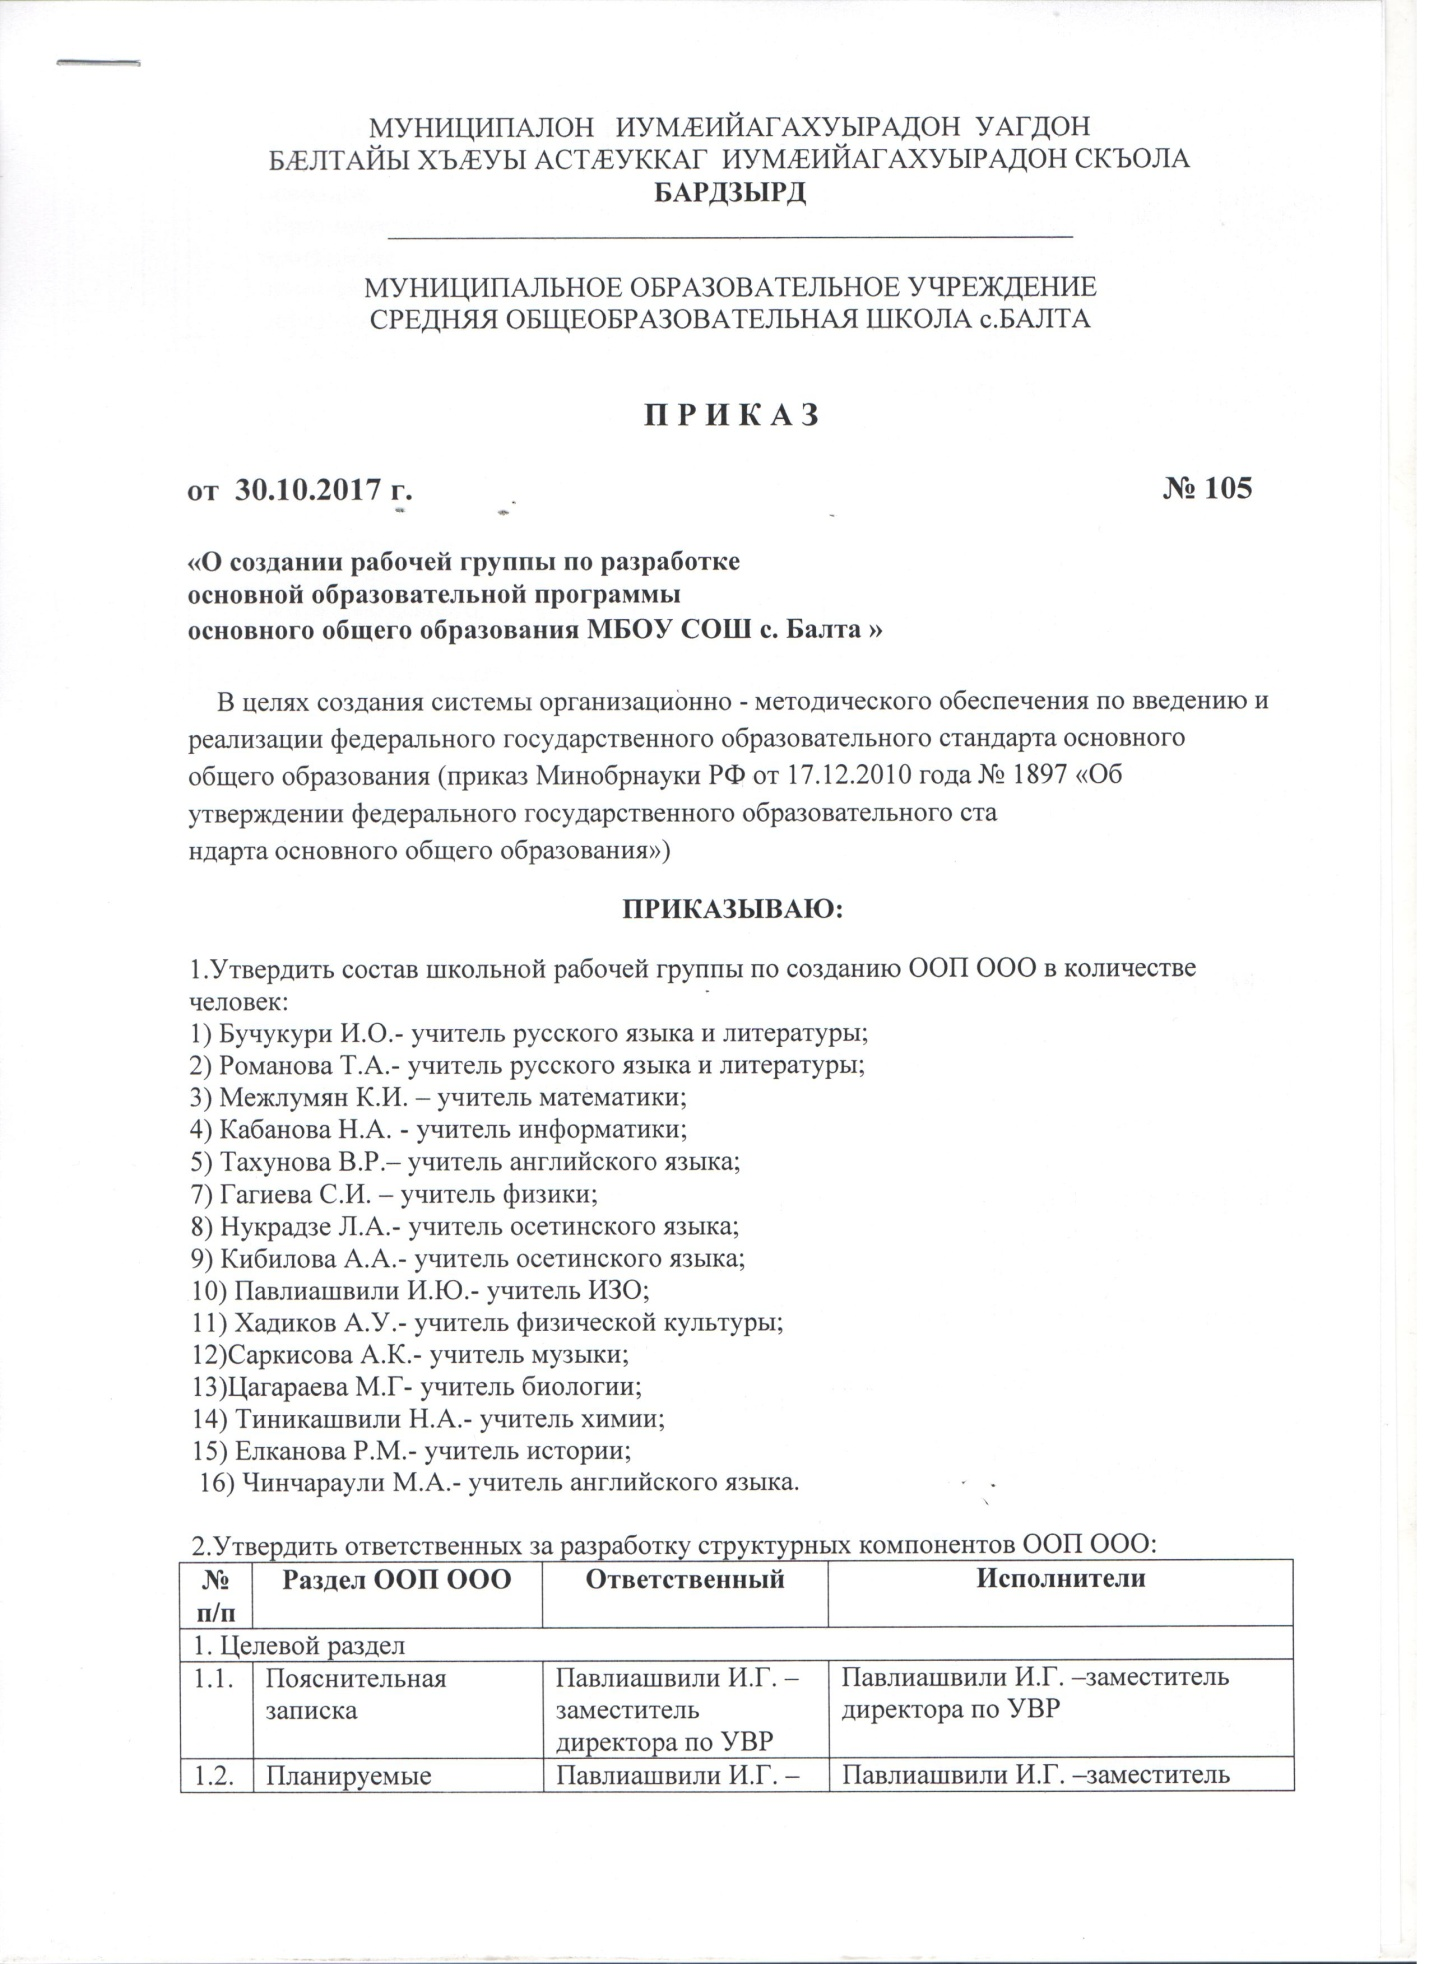 МУНИЦИПАЛОН ИУМÆИЙАГАХУЫРАДОН УАГДОН
БÆЛТАЙЫ ХЪÆУЫ АСТÆУККАГ ИУМÆИЙАГАХУЫРАДОН СКЪОЛА
БАРДЗЫРД
МУНИЦИПАЛЬНОЕ ОБРАЗОВАТЕЛЬНОЕ УЧРЕЖДЕНИЕ
СРЕДНЯЯ ОБЩЕОБРАЗОВАТЕЛЬНАЯ ШКОЛА с.БАЛТА
П Р И К А З
от 30.10.2017 г. № 105
«О создании рабочей группы по разработке
основной образовательной программы
основного общего образования МБОУ СОШ с. Балта »
В целях создания системы организационно - методического обеспечения по введению и
реализации федерального государственного образовательного стандарта основного
общего образования (приказ Минобрнауки РФ от 17.12.2010 года № 1897 «Об
утверждении федерального государственного образовательного ста
ндарта основного общего образования»)
ПРИКАЗЫВАЮ:
1.Утвердить состав школьной рабочей группы по созданию ООП ООО в количестве
человек:
1) Бучукури И.О.- учитель русского языка и литературы;
2) Романова Т.А.- учитель русского языка и литературы;
3) Межлумян К.И. – учитель математики;
4) Кабанова Н.А. - учитель информатики;
5) Тахунова В.Р.– учитель английского языка;
7) Гагиева С.И. – учитель физики;
8) Нукрадзе Л.А.- учитель осетинского языка;
9) Кибилова А.А.- учитель осетинского языка;
10) Павлиашвили И.Ю.- учитель ИЗО;
11) Хадиков А.У.- учитель физической культуры;
12)Саркисова А.К.- учитель музыки;
13)Цагараева М.Г- учитель биологии;
14) Тиникашвили Н.А.- учитель химии;
15) Елканова Р.М.- учитель истории;
16) Чинчараули М.А.- учитель английского языка.
2.Утвердить ответственных за разработку структурных компонентов ООП ООО:
№ Раздел ООП ООО Ответственный Исполнители
п/п
1. Целевой раздел
1.1. Пояснительная Павлиашвили И.Г. – Павлиашвили И.Г. –заместитель
записка заместитель директора по УВР
директора по УВР
1.2. Планируемые Павлиашвили И.Г. – Павлиашвили И.Г. –заместитель